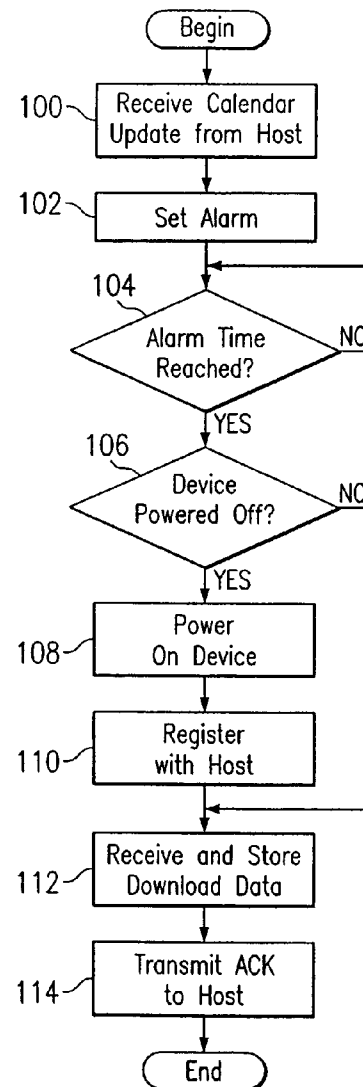 Begin
100
Receive Calendar
Update from Host
102
Set Alarm
104
Alarm Time
Reached?
NO
YES
106
Device
Powered Off?
NO
YES
108
Power
On Device
110
Register
with Host
112
Receive and Store
Download Data
114
Transmit ACK
to Host
End